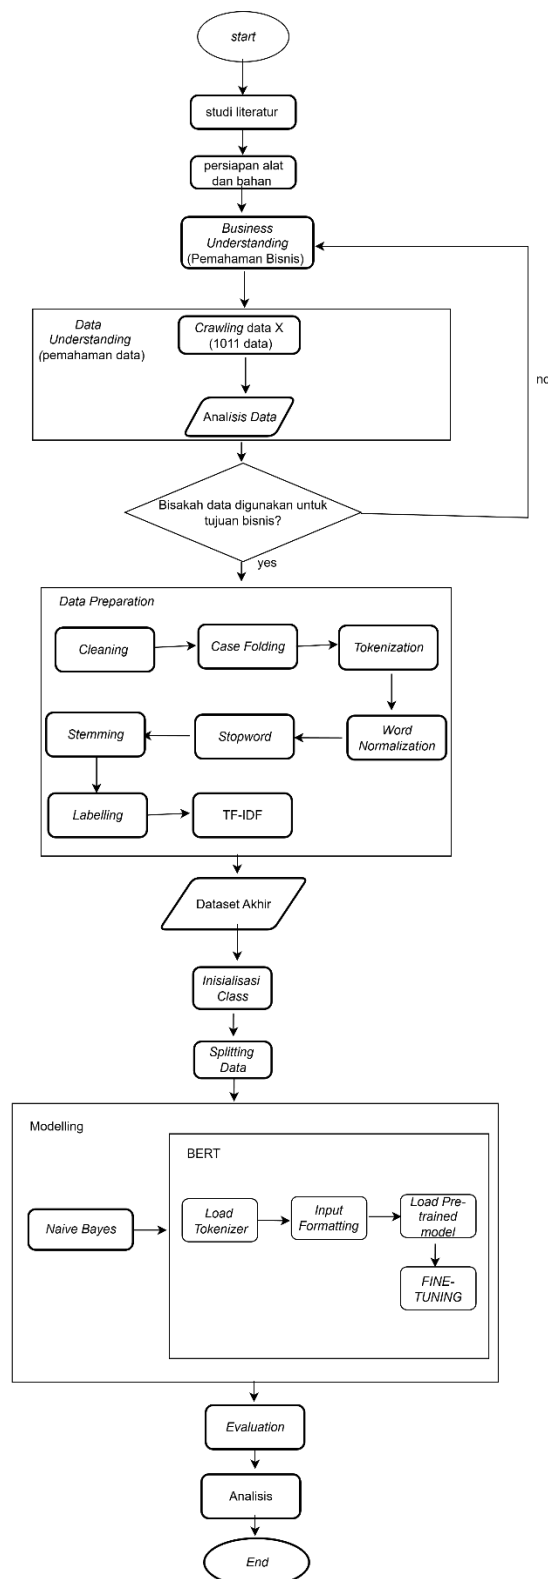 start
studi literatur
persiapan alat
dan bahan
Business
Understanding
(Pemahaman Bisnis)
Data
Understanding
(pemahaman data)
Crawling data X
(1011 data)
Analisis Data
no
Bisakah data digunakan untuk
tujuan bisnis?
yes
Data Preparation
Cleaning
Case Folding
Tokenization
Stemming
Stopword
Word
Normalization
Labelling
TF-IDF
Dataset Akhir
Inisialisasi
Class
Splitting
Data
Modelling
BERT
Naive Bayes
Load
Tokenizer
Input
Formatting
Load Pre-
trained
model
FINE-
TUNING
Evaluation
Analisis
End